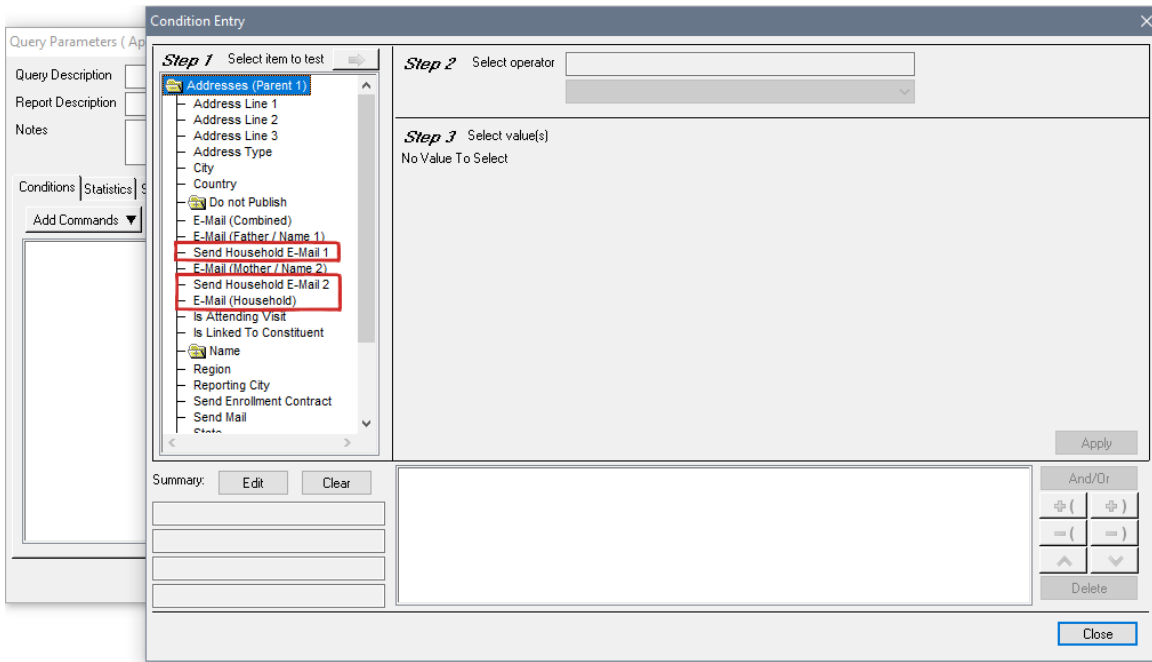 Condition Entry
Query Parameters ( Ap
Query Description
Report Description
Notes
Conditions Statistics S
Add Commands ▼
Step 1 Select item to test
Addresses (Parent 1)
Address Line 1
Address Line 2
Address Line 3
Address Type
City
Country
Do not Publish
E-Mail (Combined)
E-Mail (Father / Name 1)
Send Household E-Mail 1
E-Mail (Mother / Name 2)
Send Household E-Mail 2
E-Mail (Household)
Is Attending Visit
Is Linked To Constituent
Name
Region
Reporting City
Send Enrollment Contract
Send Mail
State
Step 2 Select operator
Step 3 Select value(s)
No Value To Select
Apply
Summary: Edit Clear
And/Or
+ ( + )
− ( − )
Delete
Close